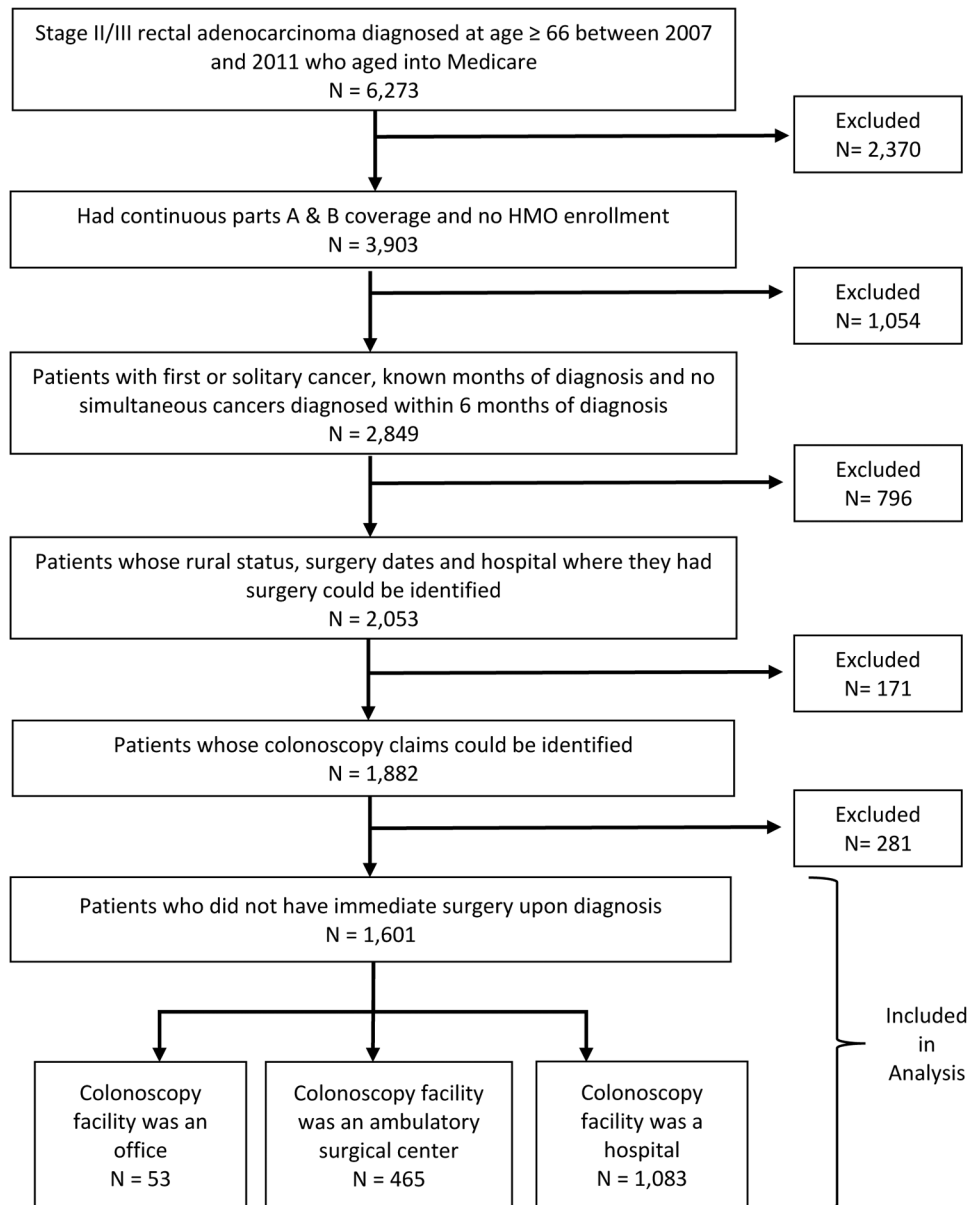 Stage II/III rectal adenocarcinoma diagnosed at age ≥ 66 between 2007
and 2011 who aged into Medicare
N = 6,273
Excluded
N= 2,370
Had continuous parts A & B coverage and no HMO enrollment
N = 3,903
Excluded
N= 1,054
Patients with first or solitary cancer, known months of diagnosis and no
simultaneous cancers diagnosed within 6 months of diagnosis
N = 2,849
Excluded
N= 796
Patients whose rural status, surgery dates and hospital where they had
surgery could be identified
N = 2,053
Excluded
N= 171
Patients whose colonoscopy claims could be identified
N = 1,882
Excluded
N= 281
Patients who did not have immediate surgery upon diagnosis
N = 1,601
Included
in
Analysis
Colonoscopy
facility was an
office
N = 53
Colonoscopy facility
was an ambulatory
surgical center
N = 465
Colonoscopy
facility was a
hospital
N = 1,083